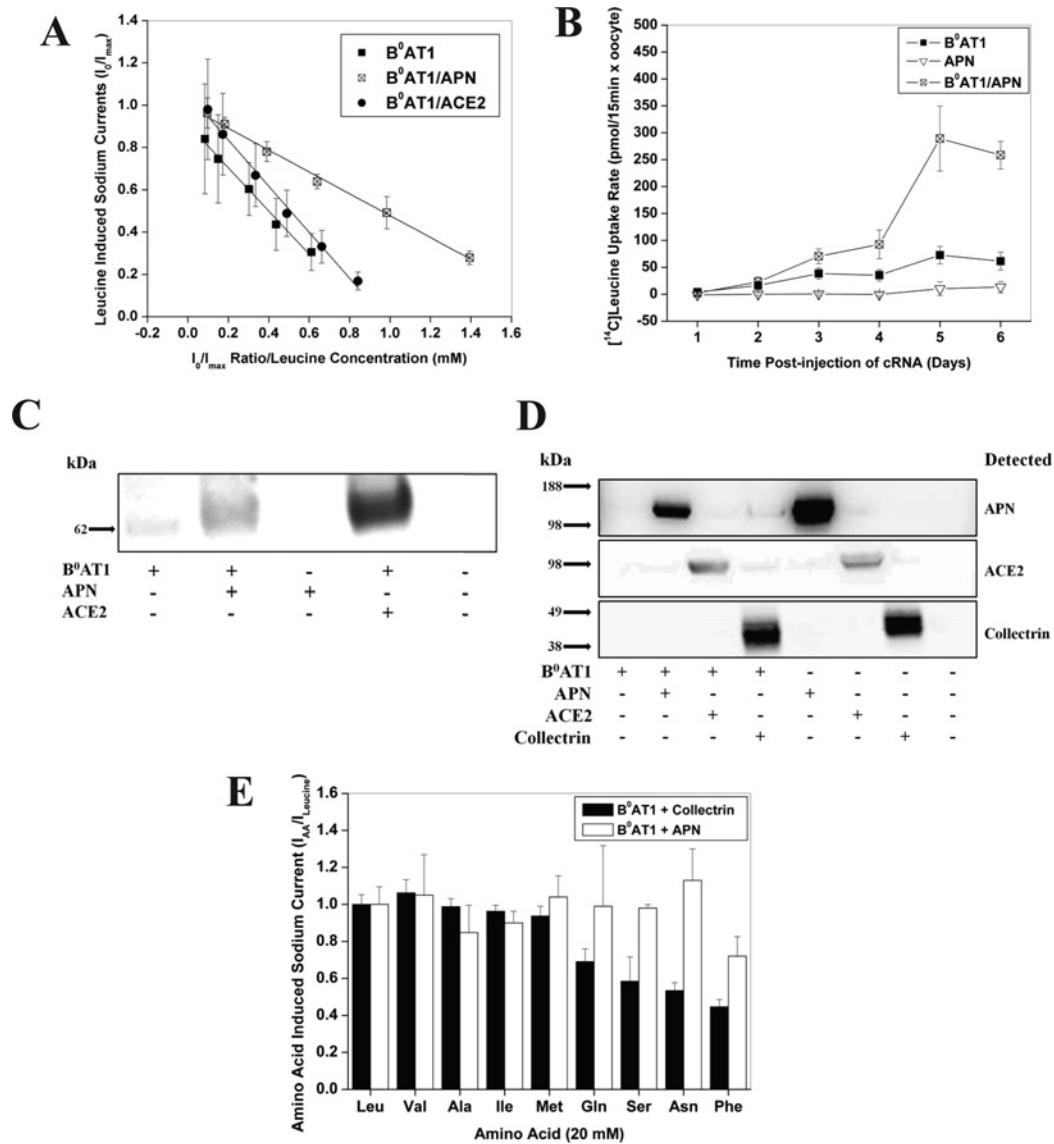 A
Leucine Induced Sodium Currents (I₀/Iₘₐₓ)
1.4
1.2
1.0
0.8
0.6
0.4
0.2
0.0
-0.2 0.0 0.2 0.4 0.6 0.8 1.0 1.2 1.4 1.6
I₀/Iₘₐₓ Ratio/Leucine Concentration (mM)
B⁰AT1
B⁰AT1/APN
B⁰AT1/ACE2
B
[¹⁴C]Leucine Uptake Rate (pmol/15min x oocyte)
500
450
400
350
300
250
200
150
100
50
0
-50
1 2 3 4 5 6
Time Post-injection of cRNA (Days)
B⁰AT1
APN
B⁰AT1/APN
C
kDa
62
B⁰AT1 + + - + -
APN - + + - -
ACE2 - - - + -
D
kDa Detected
188
98
APN
98
ACE2
49
38
Collectrin
B⁰AT1 + + + + - - - -
APN - + - - + - - -
ACE2 - - + - - + - -
Collectrin - - - + - - + -
E
Amino Acid Induced Sodium Current (I_AA/I_Leucine)
1.6
1.4
1.2
1.0
0.8
0.6
0.4
0.2
0.0
B⁰AT1 + Collectrin
B⁰AT1 + APN
Leu Val Ala Ile Met Gln Ser Asn Phe
Amino Acid (20 mM)